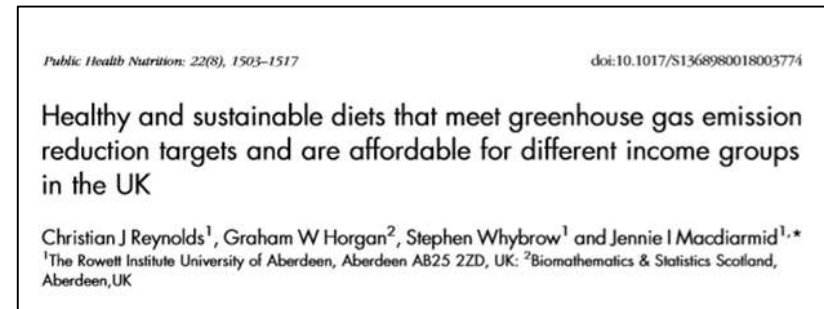 Public Health Nutrition: 22(8), 1503–1517 doi:10.1017/S1368980018003774
Healthy and sustainable diets that meet greenhouse gas emission
reduction targets and are affordable for different income groups
in the UK
Christian J Reynolds¹, Graham W Horgan², Stephen Whybrow¹ and Jennie I Macdiarmid¹,*
¹The Rowett Institute University of Aberdeen, Aberdeen AB25 2ZD, UK: ²Biomathematics & Statistics Scotland,
Aberdeen,UK